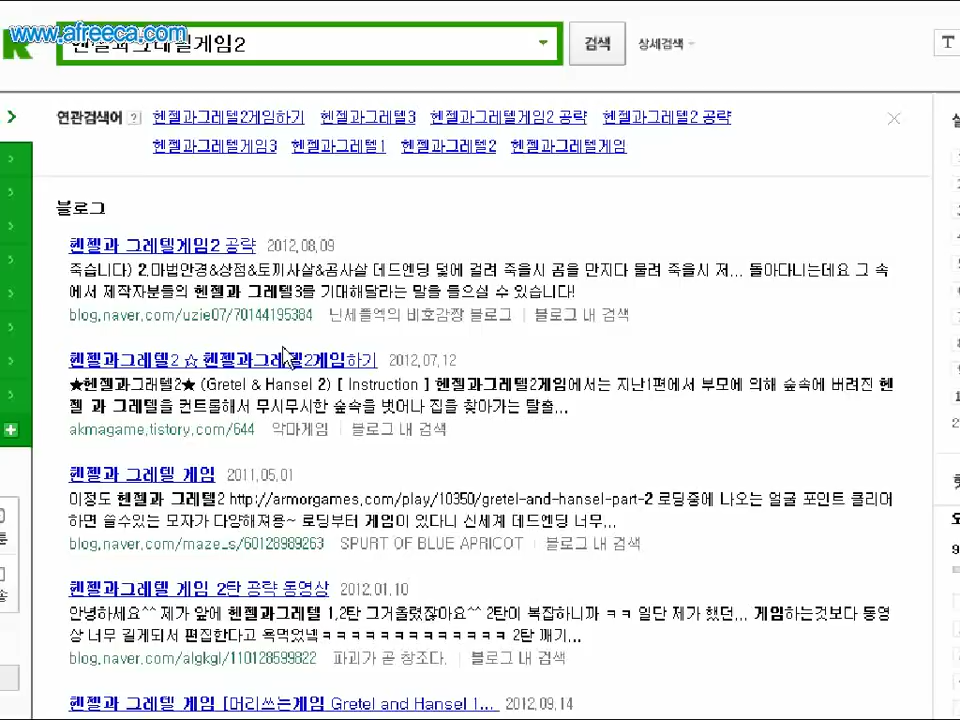 www.afreeca.com
헨젤과그레텔게임2 검색 상세검색
연관검색어 ? 헨젤과그레텔2게임하기 헨젤과그레텔3 헨젤과그레텔게임2 공략 헨젤과그레텔2 공략
헨젤과그레텔게임3 헨젤과그레텔1 헨젤과그레텔2 헨젤과그레텔게임
블로그
헨젤과 그레텔게임2 공략 2012.08.09
죽습니다) 2.마법안경&상점&토끼사살&곰사살 데드엔딩 덫에 걸려 죽을시 곰을 만지다 물려 죽을시 저... 돌아다니는데요 그 속
에서 제작자분들의 헨젤과 그레텔3를 기대해달라는 말을 들으실 수 있습니다!
blog.naver.com/uzie07/70144195384 닌세틀엑의 비호감장 블로그 | 블로그 내 검색
헨젤과그레텔2 ☆ 헨젤과그레텔2게임하기 2012.07.12
★헨젤과그래텔2★ (Gretel & Hansel 2) [ Instruction ] 헨젤과그레텔2게임에서는 지난1편에서 부모에 의해 숲속에 버려진 헨
젤 과 그레텔을 컨트롤해서 무시무시한 숲속을 벗어나 집을 찾아가는 탈출...
akmagame.tistory.com/644 악마게임 | 블로그 내 검색
헨젤과 그레텔 게임 2011.05.01
이정도 헨젤과 그레텔2 http://armorgames.com/play/10350/gretel-and-hansel-part-2 로딩중에 나오는 얼굴 포인트 클리어
하면 쓸수있는 모자가 다양해져용~ 로딩부터 게임이 있다니 신세계 데드엔딩 너무...
blog.naver.com/maze_s/60128989263 SPURT OF BLUE APRICOT | 블로그 내 검색
헨젤과그레텔 게임 2탄 공략 동영상 2012.01.10
안녕하세요^^ 제가 앞에 헨젤과그레텔 1,2탄 그거올렸잖아요^^ 2탄이 복잡하니까 ㅋㅋ 일단 제가 했던... 게임하는것보다 동영
상 너무 길게되서 편집한다고 욕먹었넼ㅋㅋㅋㅋㅋㅋㅋㅋㅋㅋㅋㅋㅋ 2탄 깨기...
blog.naver.com/algkgl/110128599822 파괴가 곧 창조다. | 블로그 내 검색
헨젤과 그레텔 게임 [머리쓰는게임 Gretel and Hansel 1... 2012.09.14